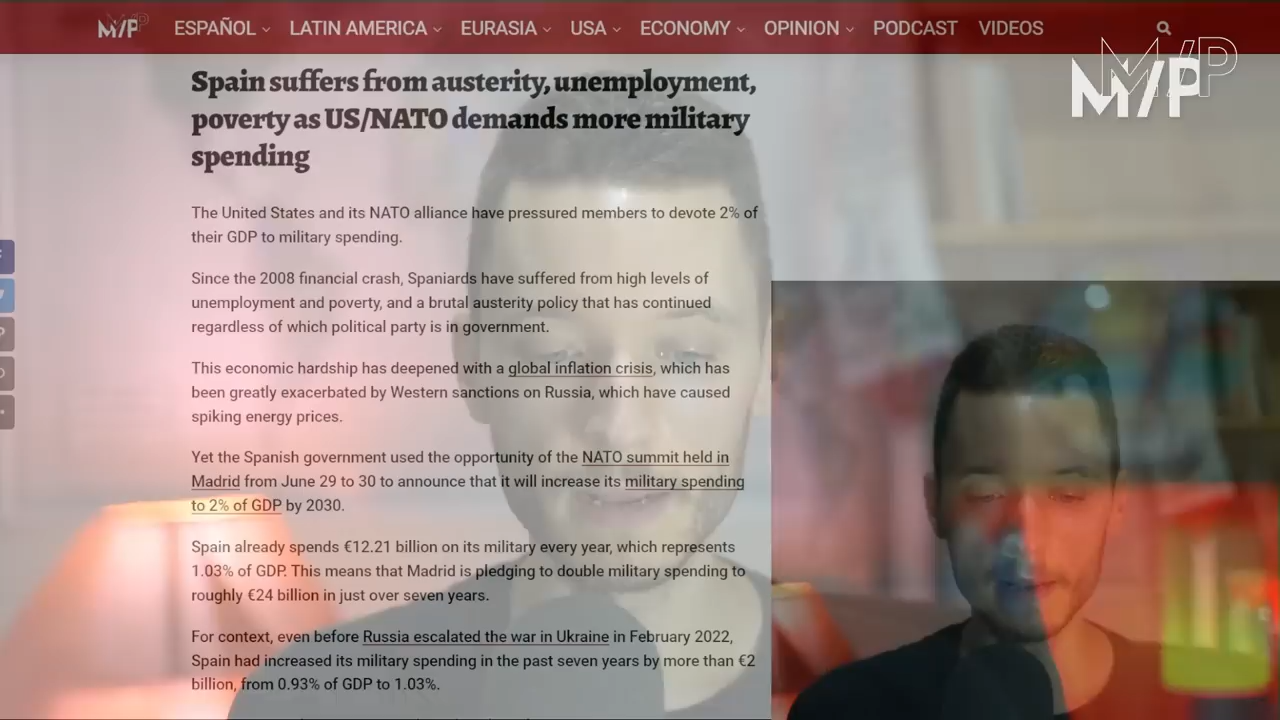 M/P ESPAÑOL LATIN AMERICA EURASIA USA ECONOMY OPINION PODCAST VIDEOS
M/P
Spain suffers from austerity, unemployment,
poverty as US/NATO demands more military
spending
The United States and its NATO alliance have pressured members to devote 2% of
their GDP to military spending.
Since the 2008 financial crash, Spaniards have suffered from high levels of
unemployment and poverty, and a brutal austerity policy that has continued
regardless of which political party is in government.
This economic hardship has deepened with a global inflation crisis, which has
been greatly exacerbated by Western sanctions on Russia, which have caused
spiking energy prices.
Yet the Spanish government used the opportunity of the NATO summit held in
Madrid from June 29 to 30 to announce that it will increase its military spending
to 2% of GDP by 2030.
Spain already spends €12.21 billion on its military every year, which represents
1.03% of GDP. This means that Madrid is pledging to double military spending to
roughly €24 billion in just over seven years.
For context, even before Russia escalated the war in Ukraine in February 2022,
Spain had increased its military spending in the past seven years by more than €2
billion, from 0.93% of GDP to 1.03%.